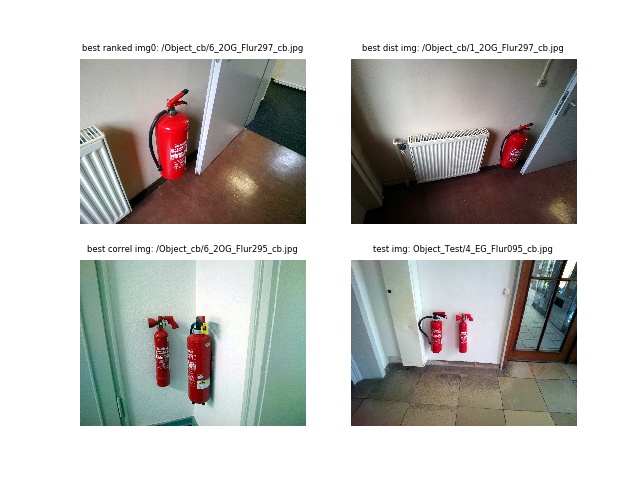 best ranked img0: /Object_cb/6_2OG_Flur297_cb.jpg
best dist img: /Object_cb/1_2OG_Flur297_cb.jpg
best correl img: /Object_cb/6_2OG_Flur295_cb.jpg
test img: Object_Test/4_EG_Flur095_cb.jpg